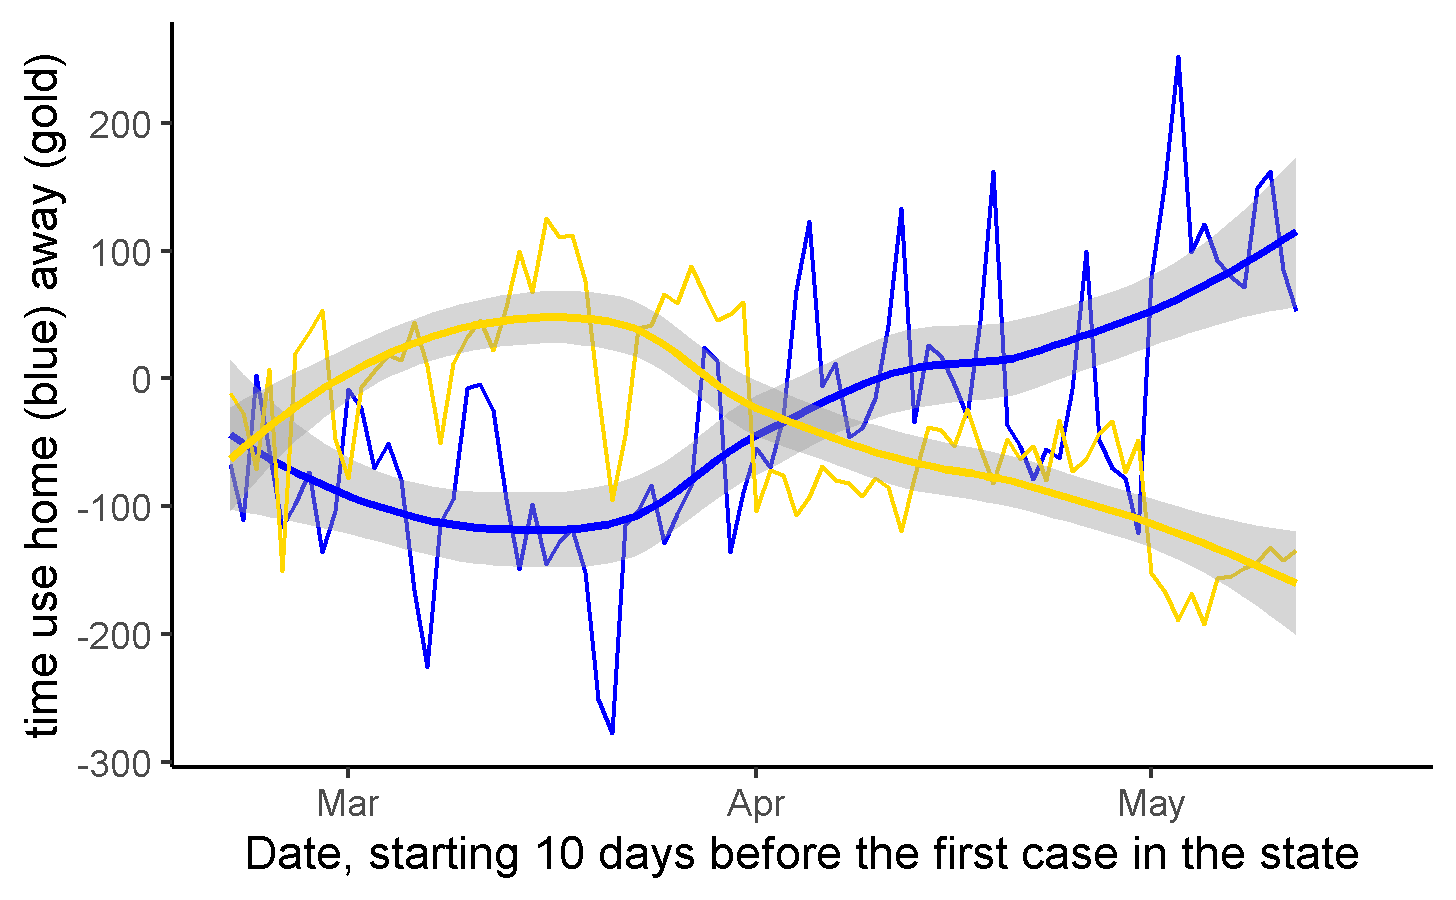 time use home (blue) away (gold)
200
100
0
-100
-200
-300
Mar
Apr
May
Date, starting 10 days before the first case in the state